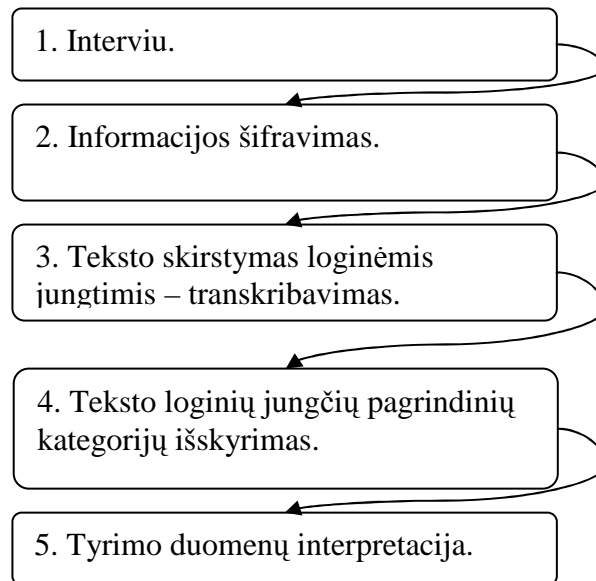 1. Interviu.
2. Informacijos šifravimas.
3. Teksto skirstymas loginėmis
jungtimis – transkribavimas.
4. Teksto loginių jungčių pagrindinių
kategorijų išskyrimas.
5. Tyrimo duomenų interpretacija.